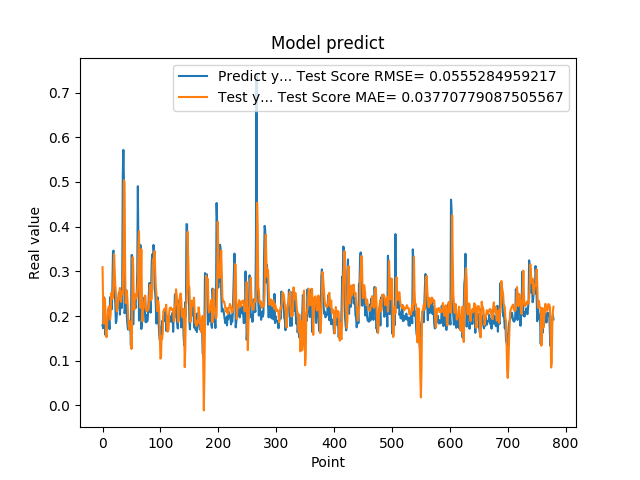 Model predict
Predict y... Test Score RMSE= 0.0555284959217
Test y... Test Score MAE= 0.03770779087505567
Real value
0.7
0.6
0.5
0.4
0.3
0.2
0.1
0.0
0 100 200 300 400 500 600 700 800
Point